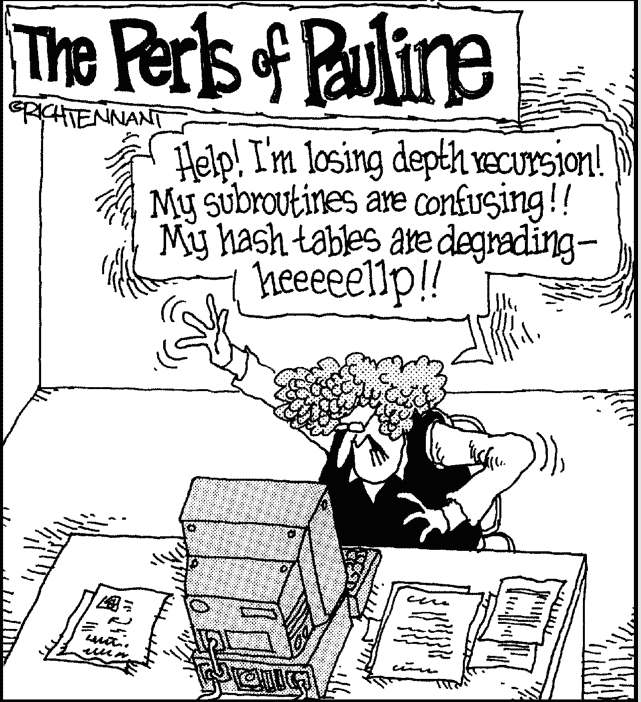 The Perls of Pauline
©RICHTENNANT
Help! I'm losing depth recursion!
My subroutines are confusing!!
My hash tables are degrading—
heeeeellp!!